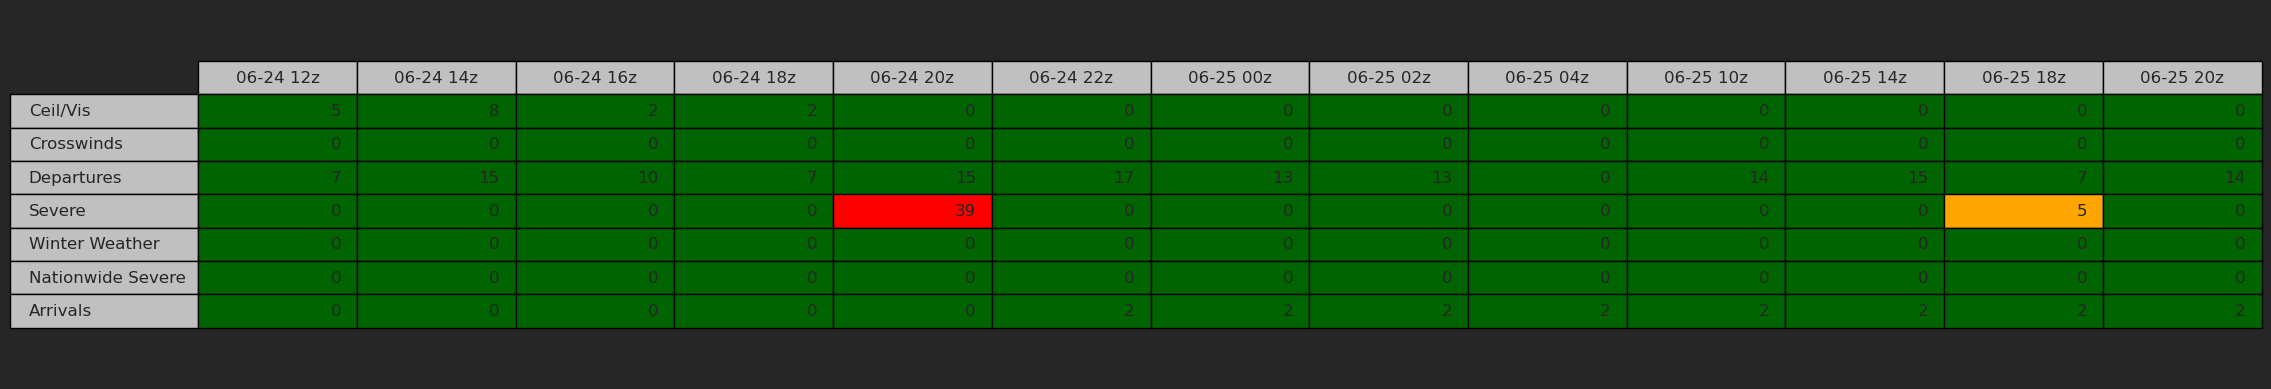 06-24 12z 06-24 14z 06-24 16z 06-24 18z 06-24 20z 06-24 22z 06-25 00z 06-25 02z 06-25 04z 06-25 10z 06-25 14z 06-25 18z 06-25 20z
Ceil/Vis 5 8 2 2 0 0 0 0 0 0 0 0 0
Crosswinds 0 0 0 0 0 0 0 0 0 0 0 0 0
Departures 7 15 10 7 15 17 13 13 0 14 15 7 14
Severe 0 0 0 0 39 0 0 0 0 0 0 5 0
Winter Weather 0 0 0 0 0 0 0 0 0 0 0 0 0
Nationwide Severe 0 0 0 0 0 0 0 0 0 0 0 0 0
Arrivals 0 0 0 0 0 2 2 2 2 2 2 2 2